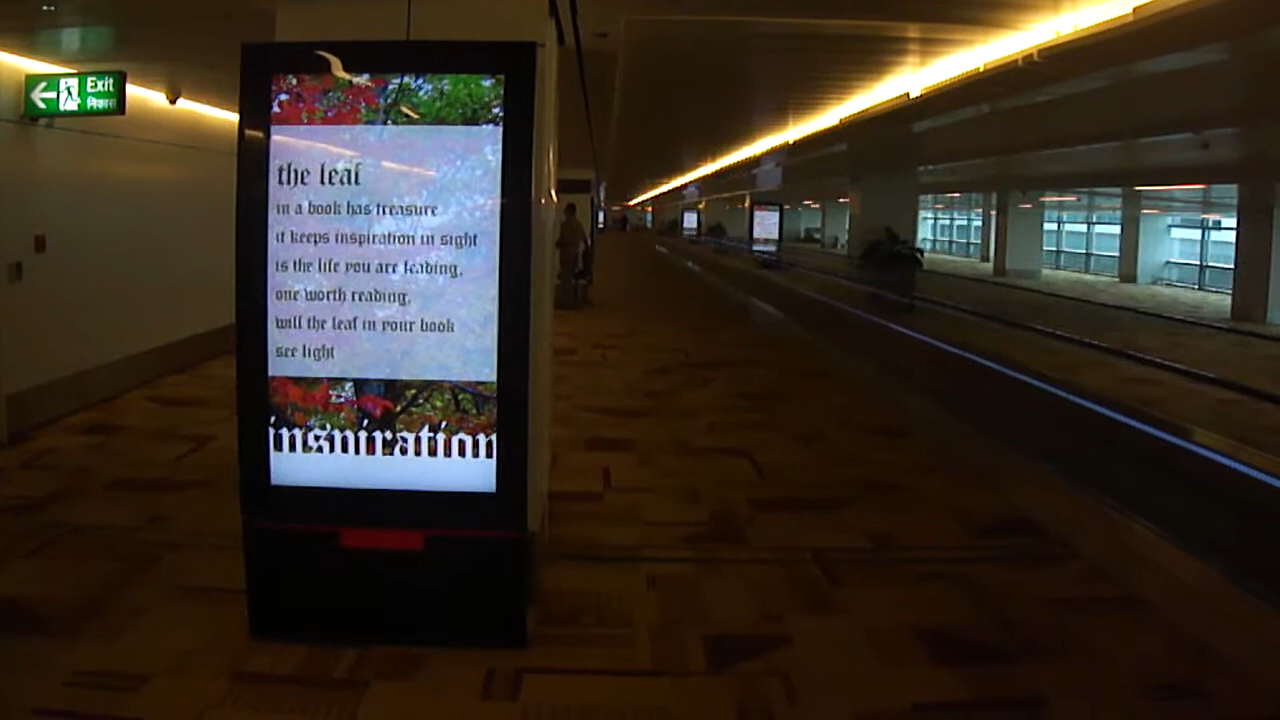 Exit
निकास
the leaf
in a book has treasure
it keeps inspiration in sight
is the life you are leading,
one worth reading,
will the leaf in your book
see light
inspiration